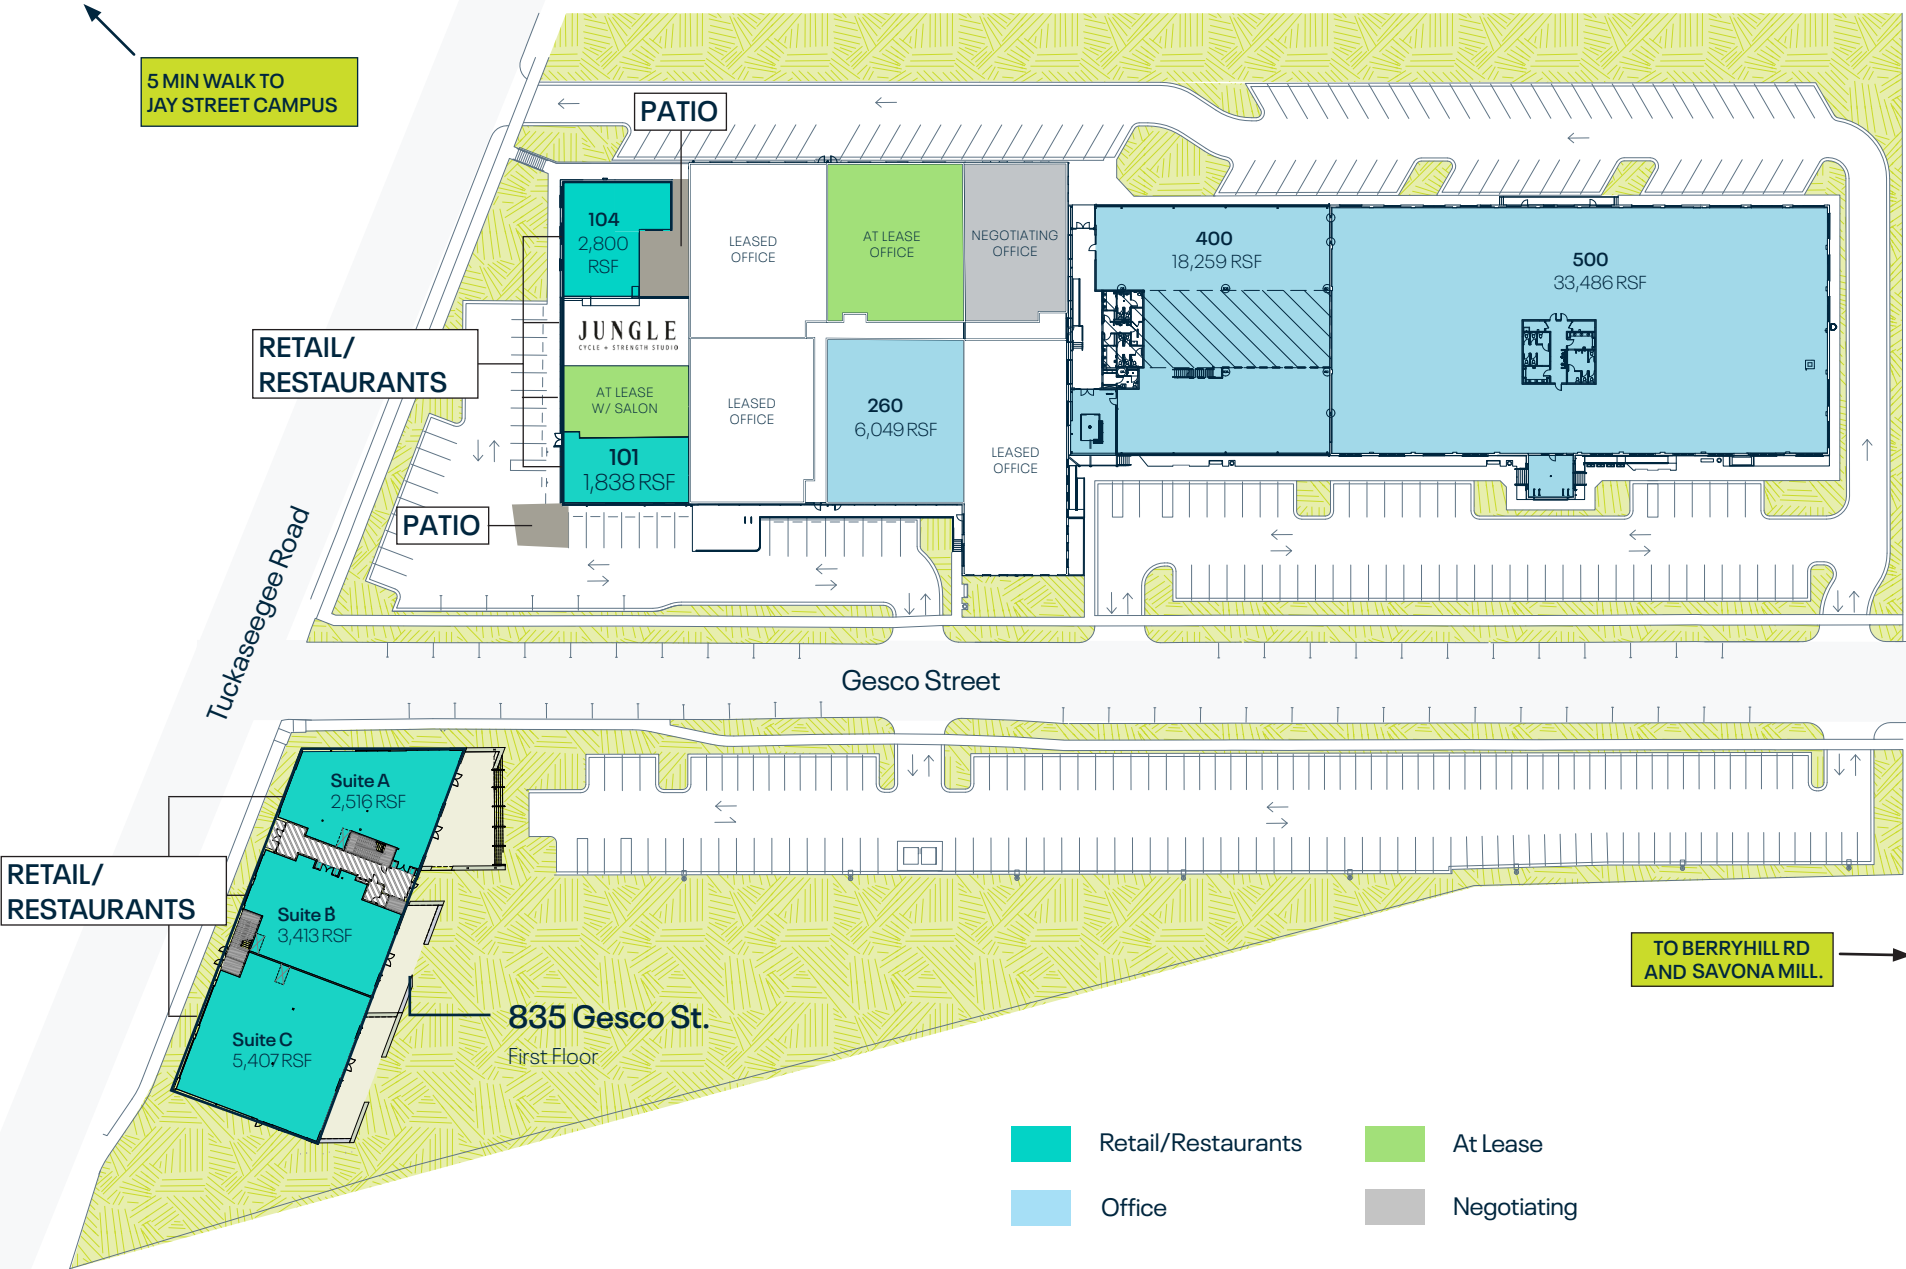 5 MIN WALK TO
JAY STREET CAMPUS
PATIO
104
2,800
RSF
LEASED
OFFICE
AT LEASE
OFFICE
NEGOTIATING
OFFICE
400
18,259 RSF
500
33,486 RSF
RETAIL/
RESTAURANTS
JUNGLE
CYCLE + STRENGTH STUDIO
AT LEASE
W/ SALON
LEASED
OFFICE
260
6,049 RSF
LEASED
OFFICE
101
1,838 RSF
PATIO
Tuckaseegee Road
Gesco Street
Suite A
2,516 RSF
RETAIL/
RESTAURANTS
Suite B
3,413 RSF
Suite C
5,407 RSF
835 Gesco St.
First Floor
TO BERRYHILL RD
AND SAVONA MILL.
Retail/Restaurants
At Lease
Office
Negotiating